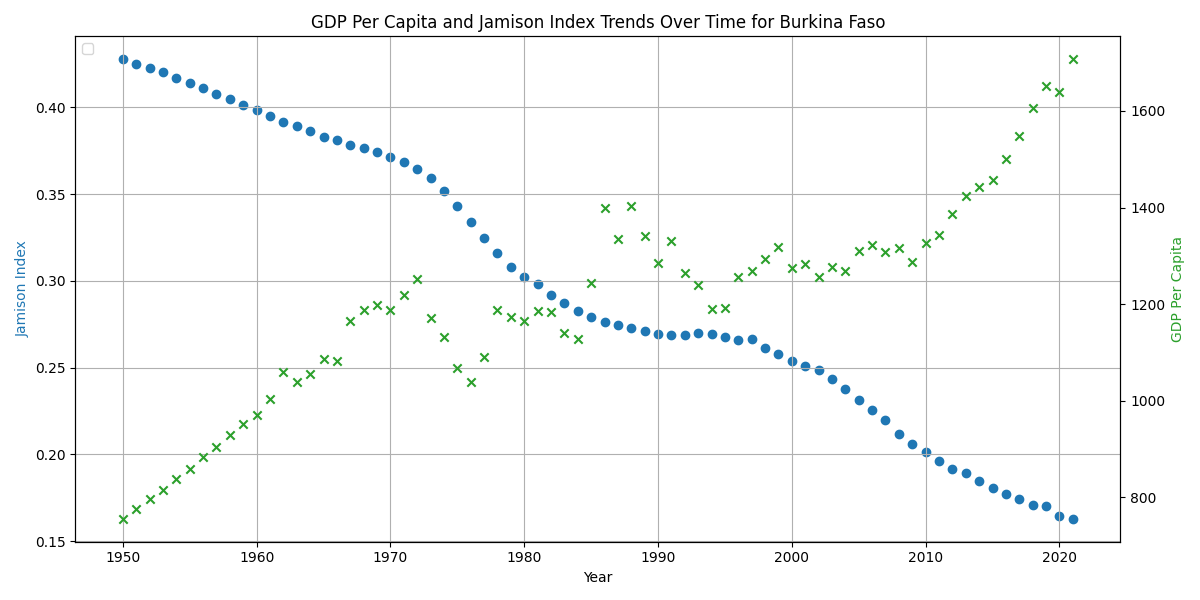 GDP Per Capita and Jamison Index Trends Over Time for Burkina Faso
Jamison Index
0.40
0.35
0.30
0.25
0.20
0.15
1600
1400
1200
1000
800
GDP Per Capita
1950 1960 1970 1980 1990 2000 2010 2020
Year